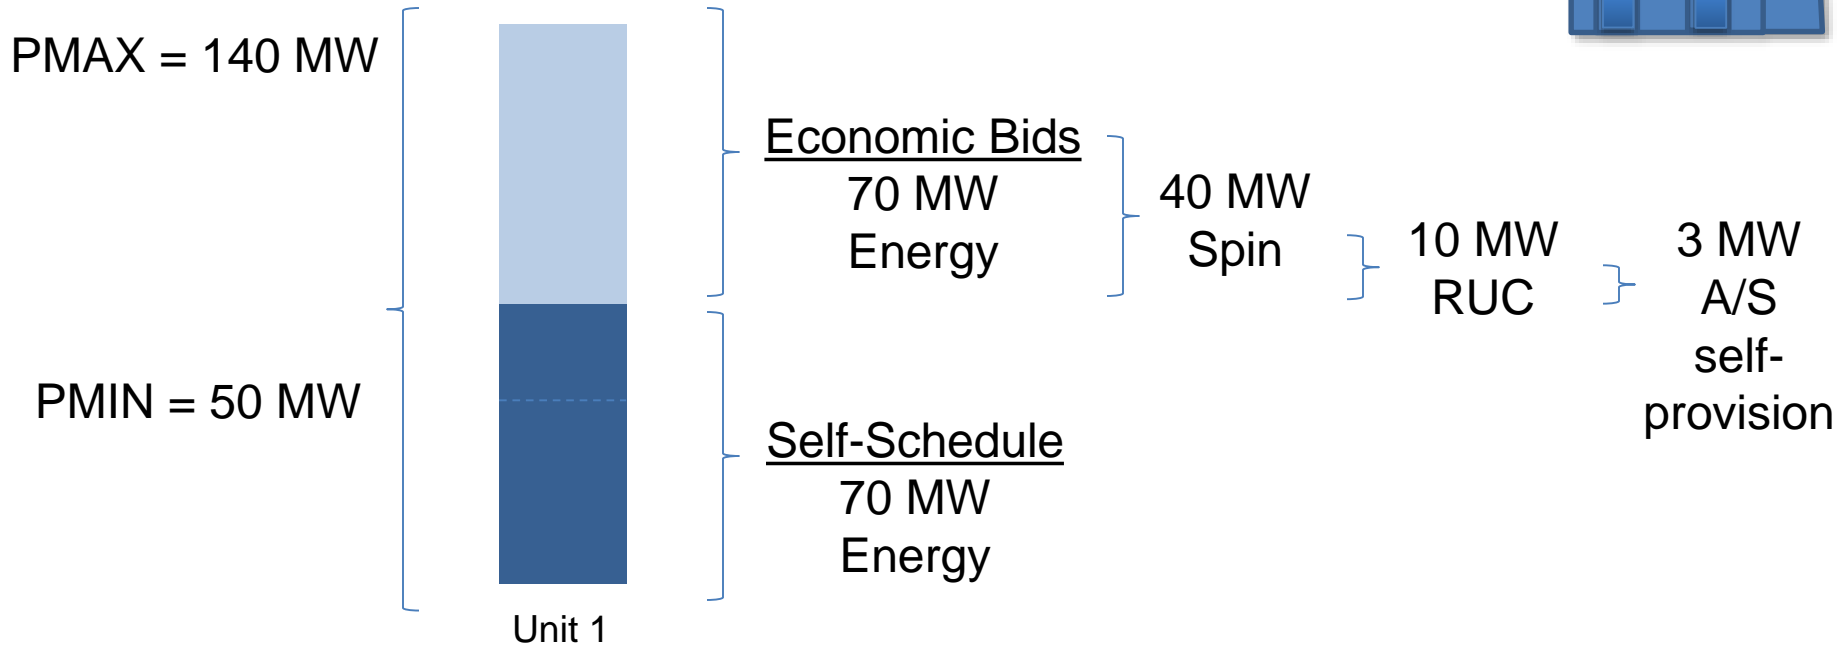 PMAX = 140 MW
PMIN = 50 MW
Unit 1
Economic Bids
70 MW
Energy
Self-Schedule
70 MW
Energy
40 MW
Spin
10 MW
RUC
3 MW
A/S
self-
provision